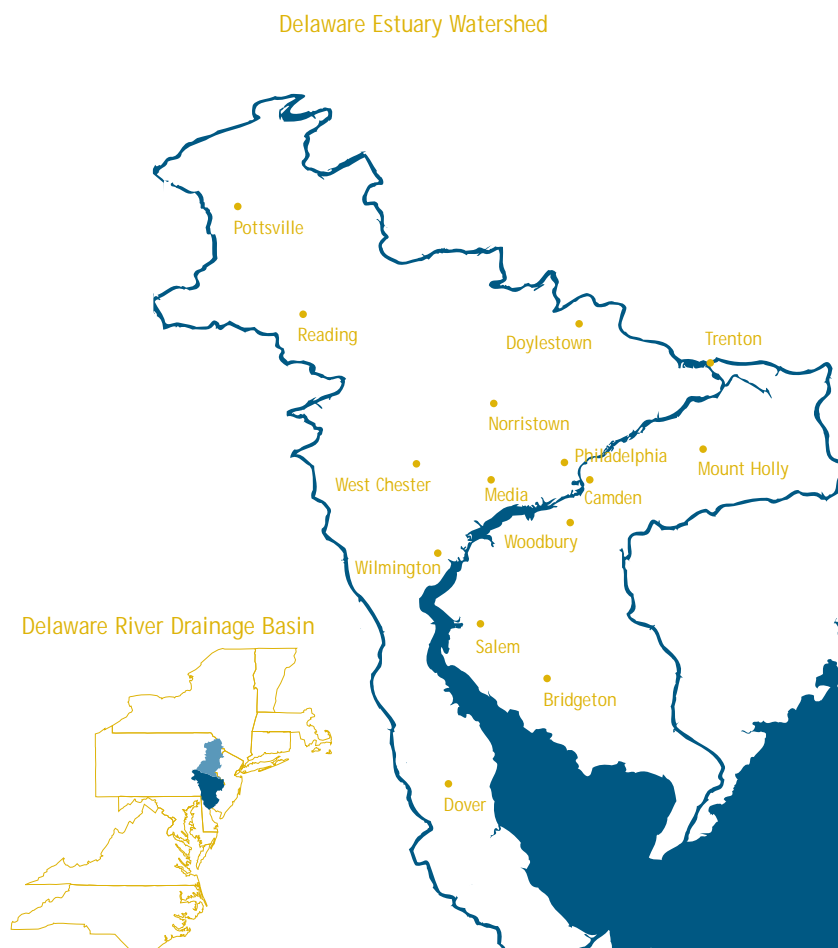 Delaware Estuary Watershed
Pottsville
Reading
Doylestown
Trenton
Norristown
Philadelphia
Mount Holly
West Chester
Media
Camden
Woodbury
Wilmington
Delaware River Drainage Basin
Salem
Bridgeton
Dover